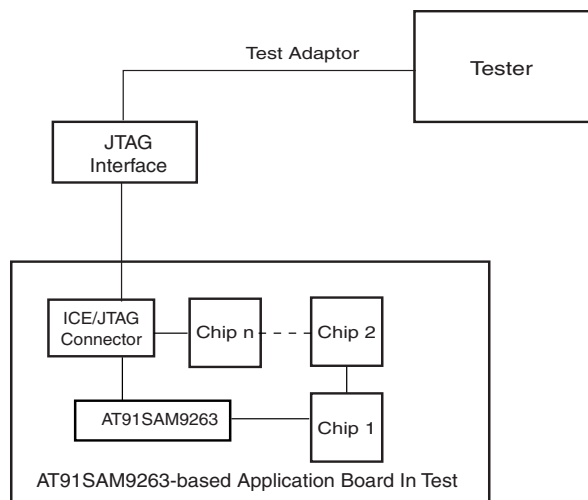 Test Adaptor
Tester
JTAG
Interface
ICE/JTAG
Connector
Chip n
Chip 2
AT91SAM9263
Chip 1
AT91SAM9263-based Application Board In Test